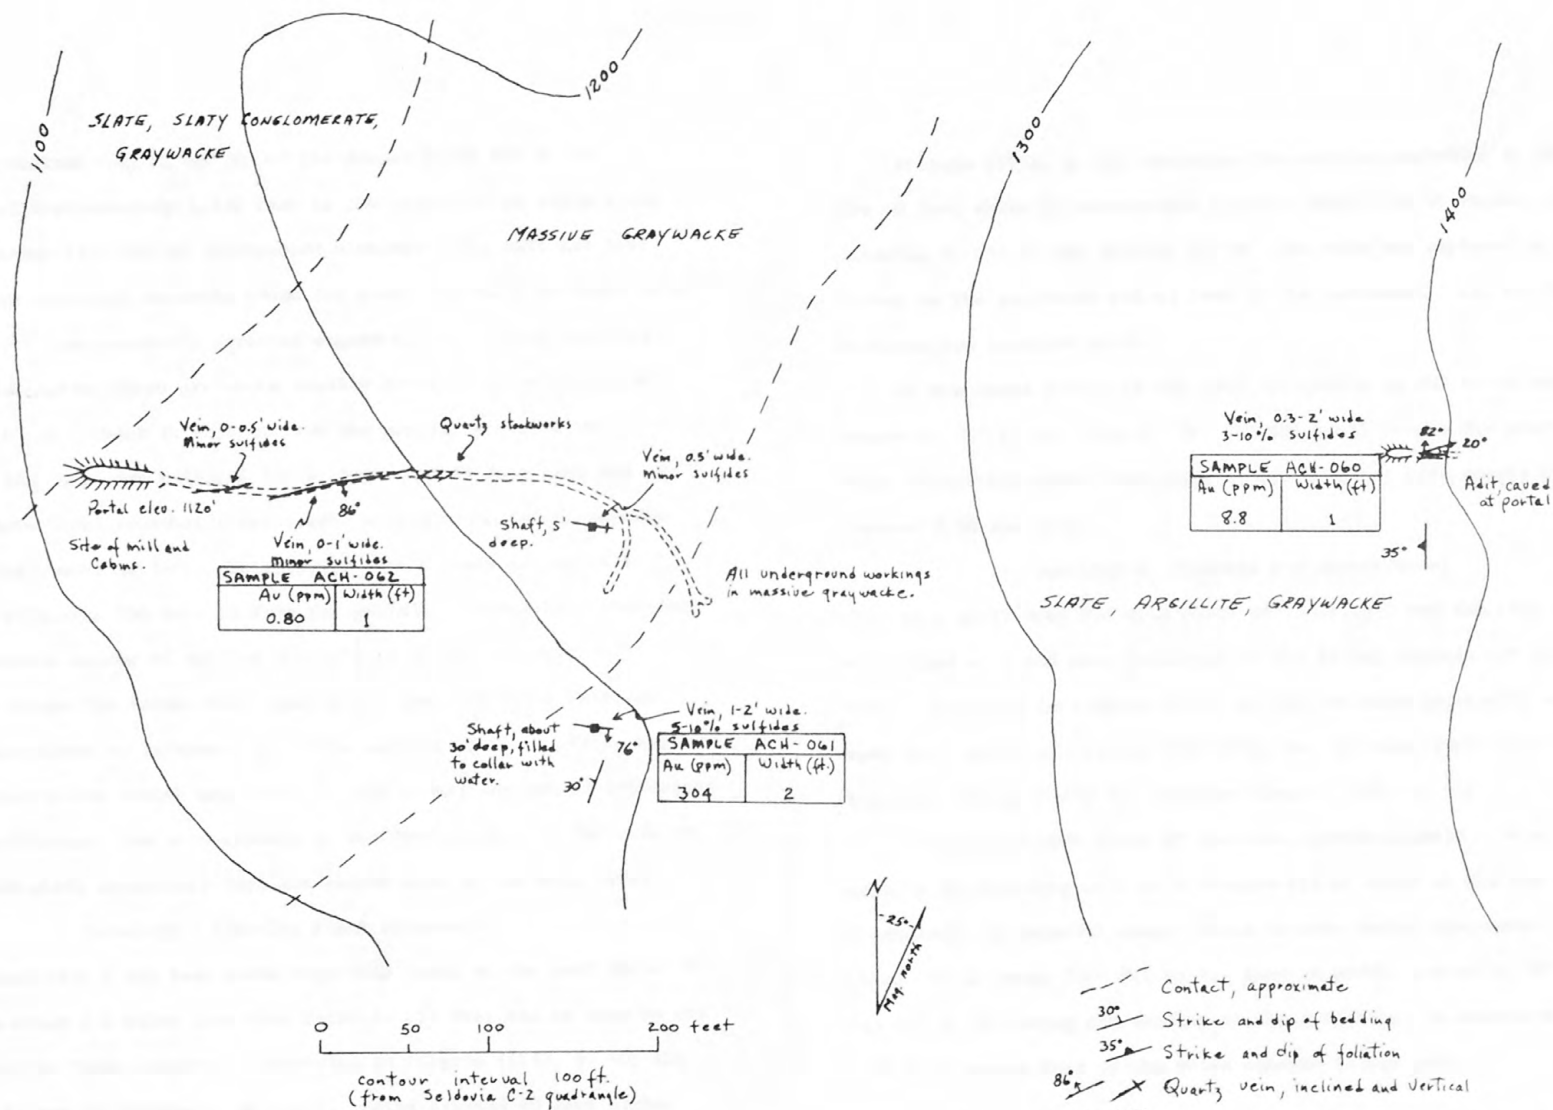 1100
SLATE, SLATY CONGLOMERATE,
GRAYWACKE
1200
MASSIVE GRAYWACKE
1300
1400
Vein, 0-0.5' wide.
Minor sulfides
Quartz stockworks
Vein, 0.5' wide.
Minor sulfides
Portal elev. 1120'
86°
Shaft, 5'
deep.
Site of mill and
Cabins.
Vein, 0-1' wide.
minor sulfides
SAMPLE ACH-062
Au (ppm) Width (ft)
0.80 1
All underground workings
in massive graywacke.
Vein, 0.3-2' wide
3-10% sulfides
82°
20°
SAMPLE ACH-060
Au (ppm) Width (ft)
8.8 1
Adit, caved
at portal
35°
SLATE, ARGILLITE, GRAYWACKE
Shaft, about
30' deep, filled
to collar with
water.
76°
30°
Vein, 1-2' wide.
5-10% sulfides
SAMPLE ACH-061
Au (ppm) Width (ft.)
304 2
N
25°
Mag. north
0 50 100 200 feet
contour interval 100 ft.
(from Seldovia C-2 quadrangle)
Contact, approximate
30° Strike and dip of bedding
35° Strike and dip of foliation
86° Quartz vein, inclined and vertical